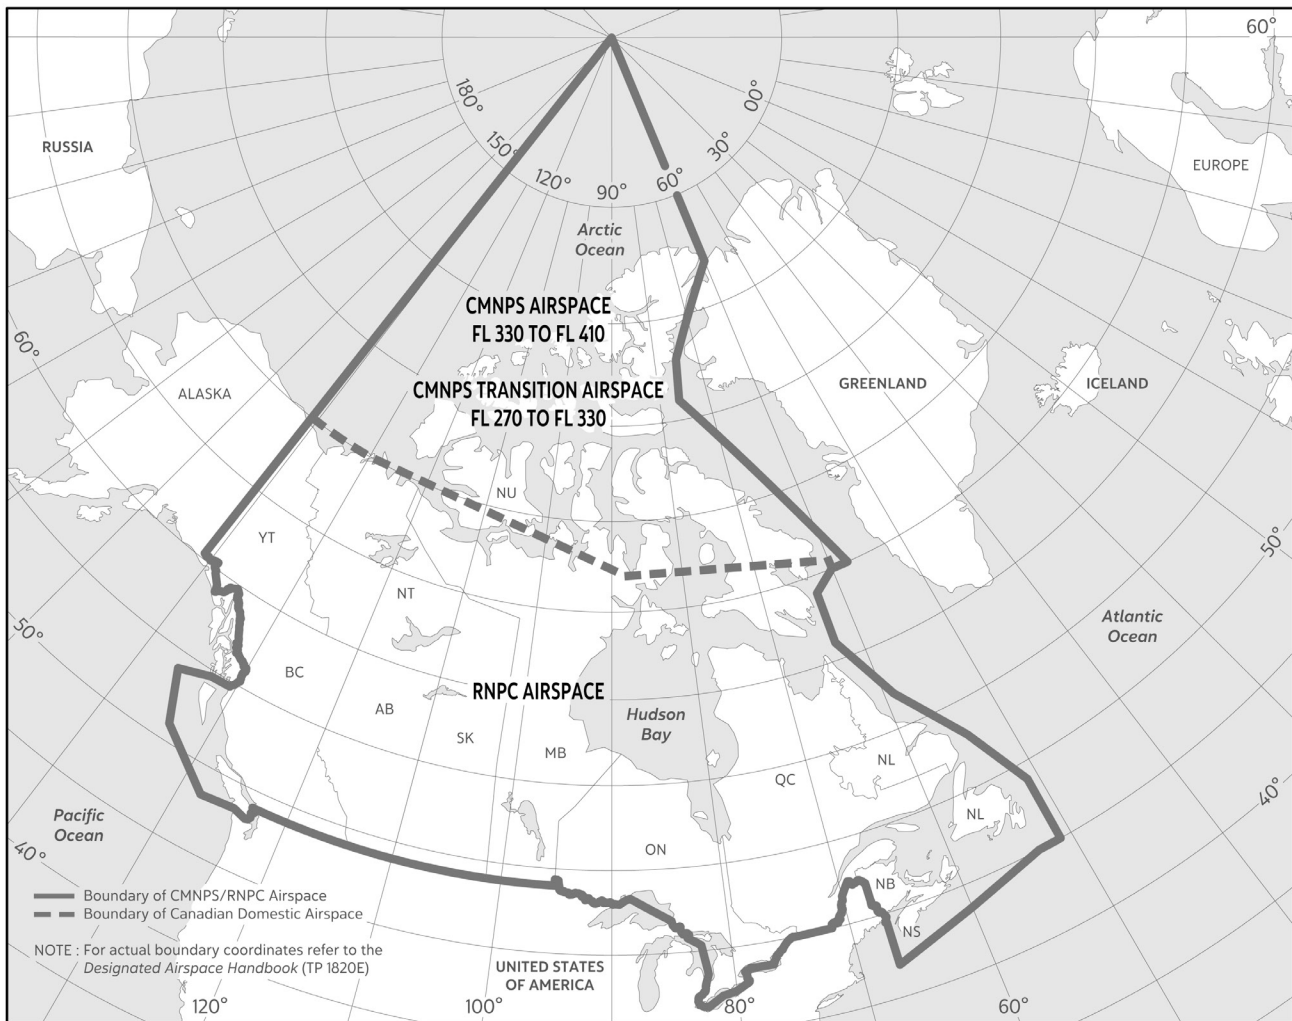 60°
RUSSIA
180°
150°
120°
90°
60°
30°
00°
EUROPE
Arctic
Ocean
CMNPS AIRSPACE
FL 330 TO FL 410
60°
ALASKA
CMNPS TRANSITION AIRSPACE
FL 270 TO FL 330
GREENLAND
ICELAND
NU
YT
50°
NT
50°
Atlantic
Ocean
BC
RNPC AIRSPACE
AB
SK
Hudson
Bay
MB
QC
NL
NL
40°
Pacific
Ocean
40°
ON
NB
NS
Boundary of CMNPS/RNPC Airspace
Boundary of Canadian Domestic Airspace
NOTE : For actual boundary coordinates refer to the
Designated Airspace Handbook (TP 1820E)
UNITED STATES
OF AMERICA
120°
100°
80°
60°